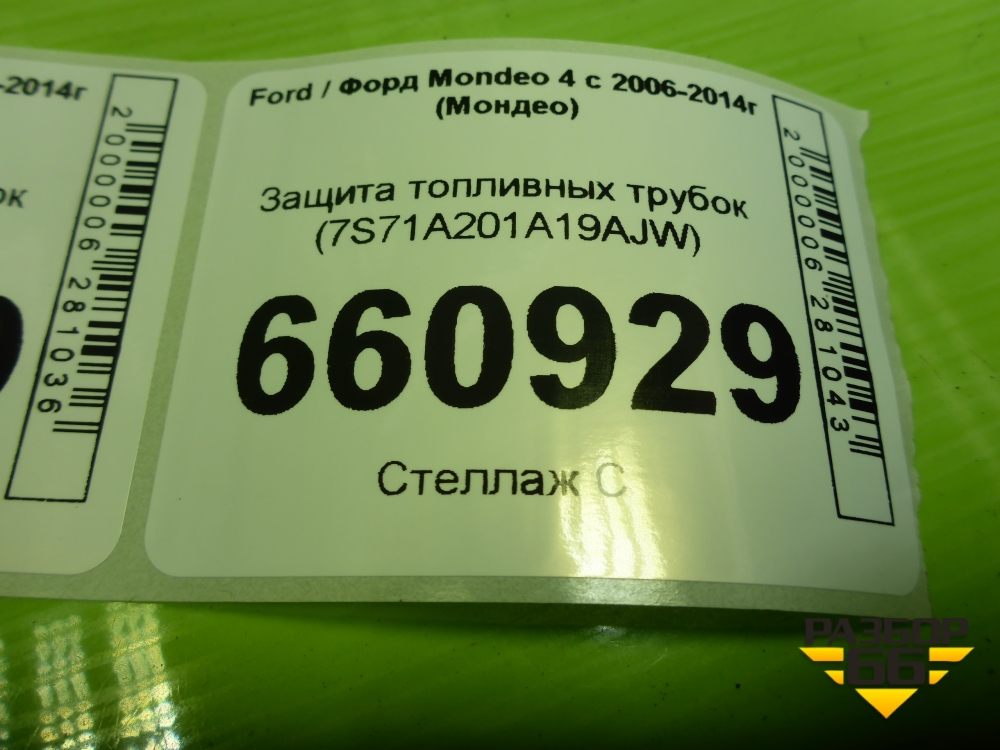 -2014г
ок
2000006281036
Ford / Форд Mondeo 4 с 2006-2014г
(Мондео)
Защита топливных трубок
(7S71A201A19AJW)
660929
Стеллаж С
2000006281043
РАЗБОР
66